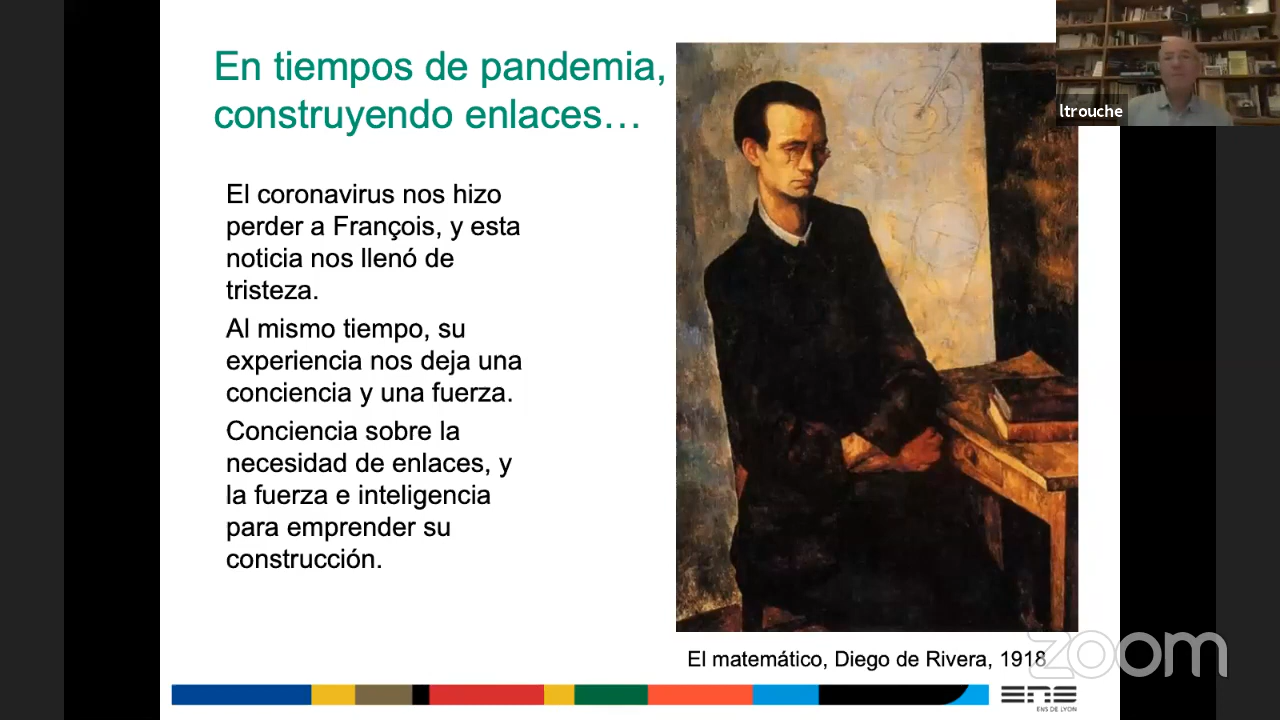 En tiempos de pandemia,
construyendo enlaces…
ltrouche
El coronavirus nos hizo
perder a François, y esta
noticia nos llenó de
tristeza.
Al mismo tiempo, su
experiencia nos deja una
conciencia y una fuerza.
Conciencia sobre la
necesidad de enlaces, y
la fuerza e inteligencia
para emprender su
construcción.
El matemático, Diego de Rivera, 1918
zoom
ENS
ENS DE LYON